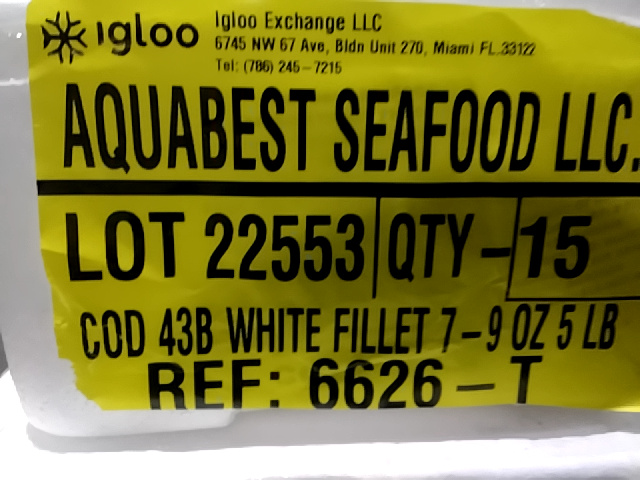 igloo
Igloo Exchange LLC
6745 NW 67 Ave, Bldn Unit 270, Miami FL.33122
Tel: (786) 245-7215
AQUABEST SEAFOOD LLC.
LOT 22553 QTY-15
COD 43B WHITE FILLET 7-9 OZ 5 LB
REF: 6626-T